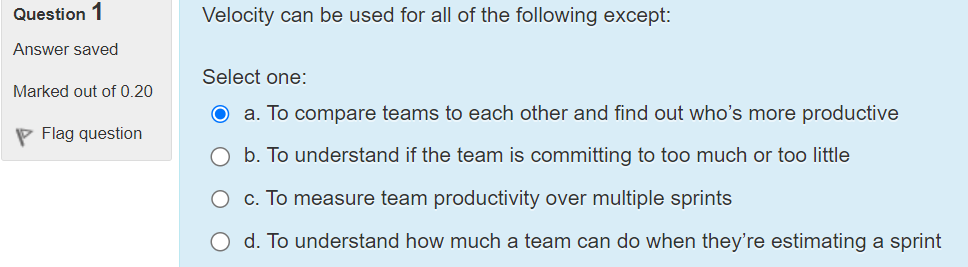 Question 1
Answer saved
Marked out of 0.20
Flag question
Velocity can be used for all of the following except:
Select one:
a. To compare teams to each other and find out who’s more productive
b. To understand if the team is committing to too much or too little
c. To measure team productivity over multiple sprints
d. To understand how much a team can do when they’re estimating a sprint